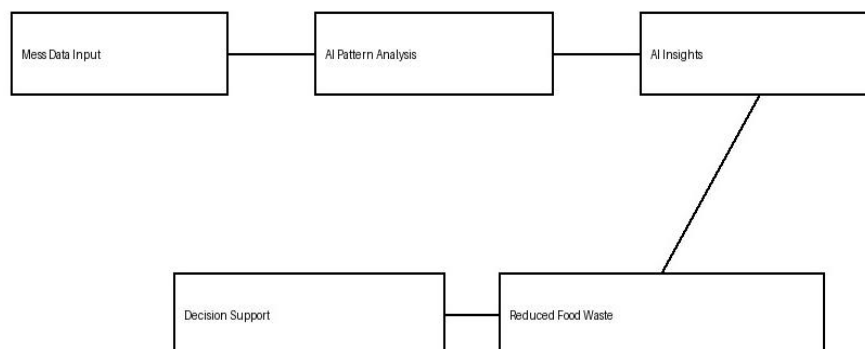 Mess Data Input
AI Pattern Analysis
AI Insights
Decision Support
Reduced Food Waste